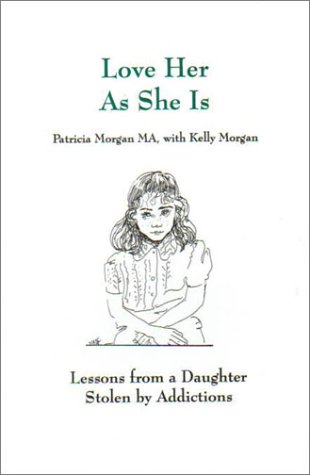 Love Her
As She Is
Patricia Morgan MA, with Kelly Morgan
Lessons from a Daughter
Stolen by Addictions